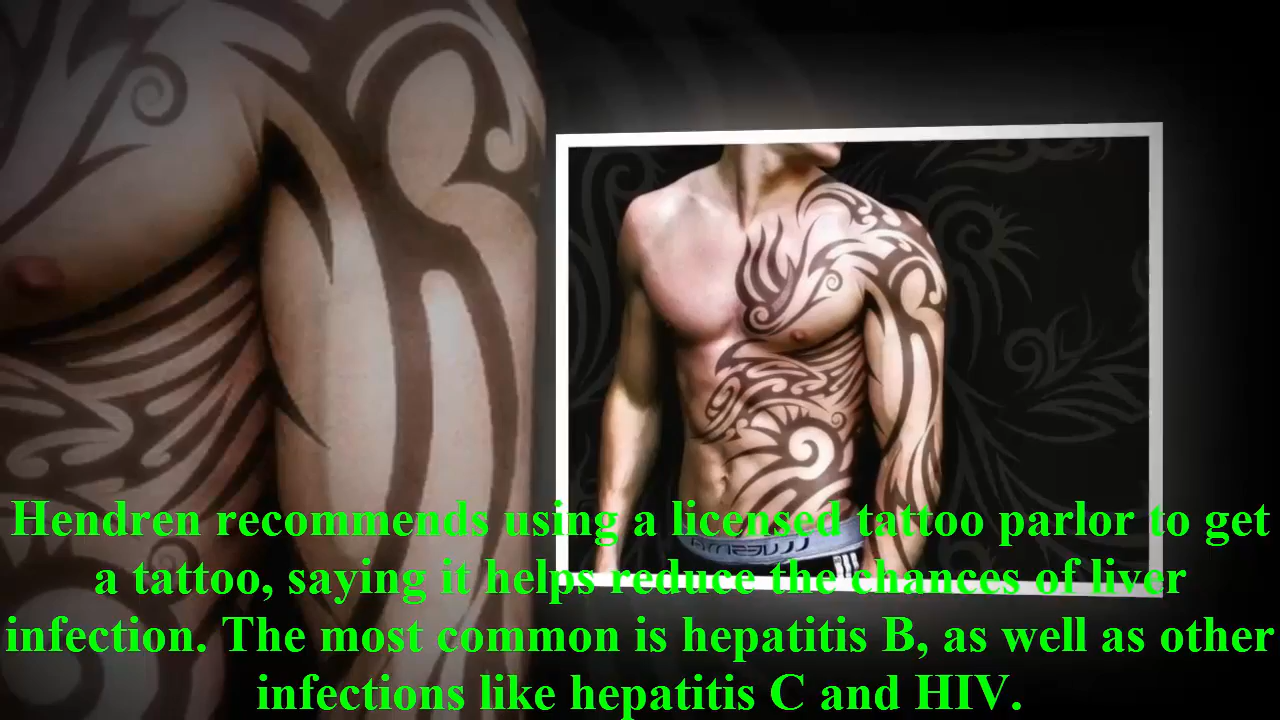 Hendren recommends using a licensed tattoo parlor to get
a tattoo, saying it helps reduce the chances of liver
infection. The most common is hepatitis B, as well as other
infections like hepatitis C and HIV.